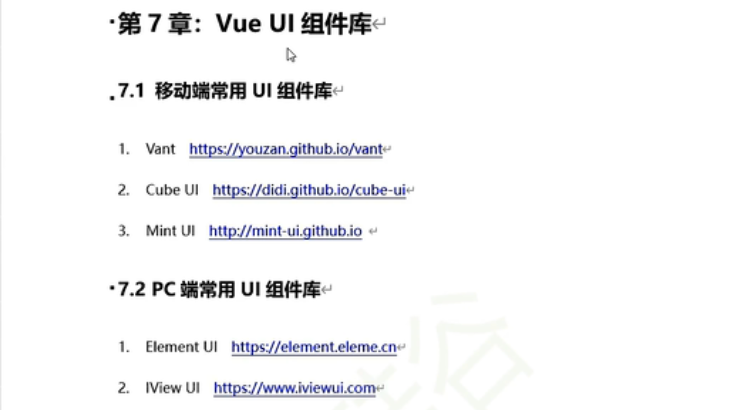 第 7 章：Vue UI 组件库
7.1 移动端常用 UI 组件库
1. Vant https://youzan.github.io/vant
2. Cube UI https://didi.github.io/cube-ui
3. Mint UI http://mint-ui.github.io
7.2 PC 端常用 UI 组件库
1. Element UI https://element.eleme.cn
2. IView UI https://www.iviewui.com